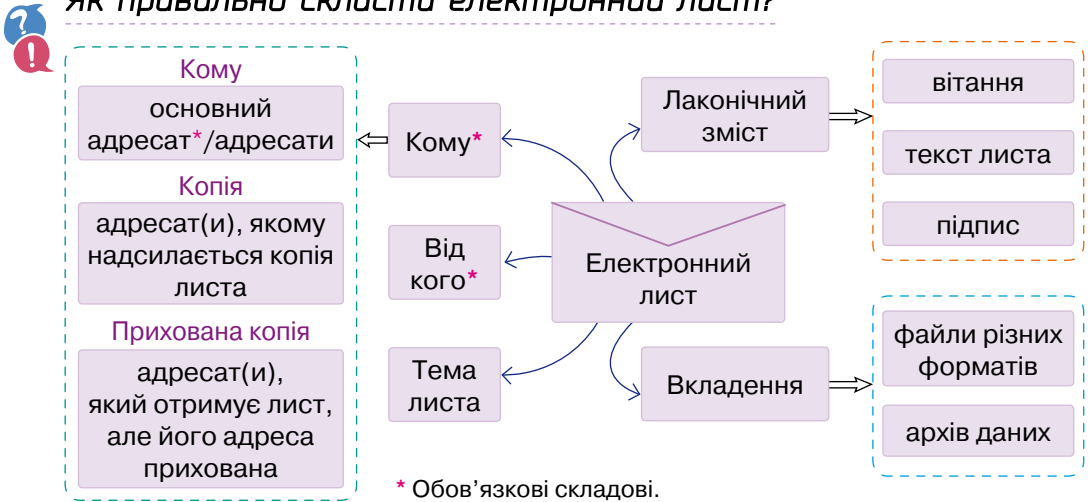 Як правильно скласти електронний лист?
Кому
основний
адресат*/адресати
Копія
адресат(и), якому
надсилається копія
листа
Прихована копія
адресат(и),
який отримує лист,
але його адреса
прихована
Кому*
Від
кого*
Тема
листа
Електронний
лист
Лаконічний
зміст
Вкладення
вітання
текст листа
підпис
файли різних
форматів
архів даних
* Обов’язкові складові.